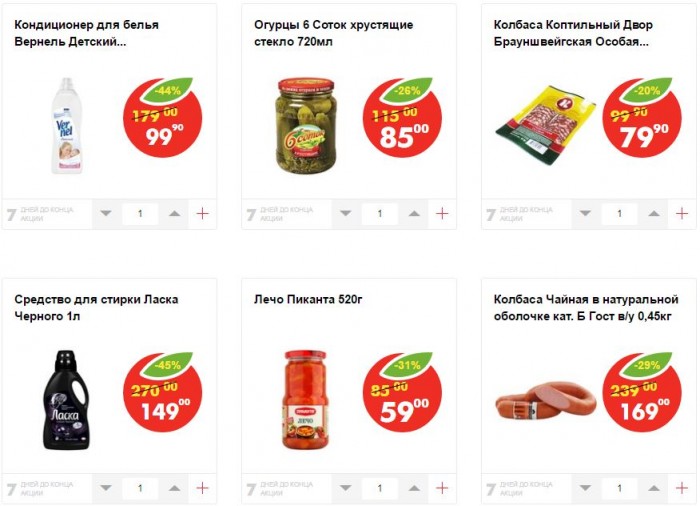 Кондиционер для белья
Вернель Детский...
-44%
179 00
99 90
Vernel
7 ДНЕЙ ДО КОНЦА
АКЦИИ
1
Огурцы 6 Соток хрустящие
стекло 720мл
-26%
115 00
85 00
6 соток
7 ДНЕЙ ДО КОНЦА
АКЦИИ
1
Колбаса Коптильный Двор
Брауншвейгская Особая...
-20%
99 90
79 90
7 ДНЕЙ ДО КОНЦА
АКЦИИ
1
Средство для стирки Ласка
Черного 1л
-45%
270 00
149 00
Ласка
7 ДНЕЙ ДО КОНЦА
АКЦИИ
1
Лечо Пиканта 520г
-31%
85 00
59 00
ЛЕЧО
7 ДНЕЙ ДО КОНЦА
АКЦИИ
1
Колбаса Чайная в натуральной
оболочке кат. Б Гост в/у 0,45кг
-29%
239 00
169 00
7 ДНЕЙ ДО КОНЦА
АКЦИИ
1